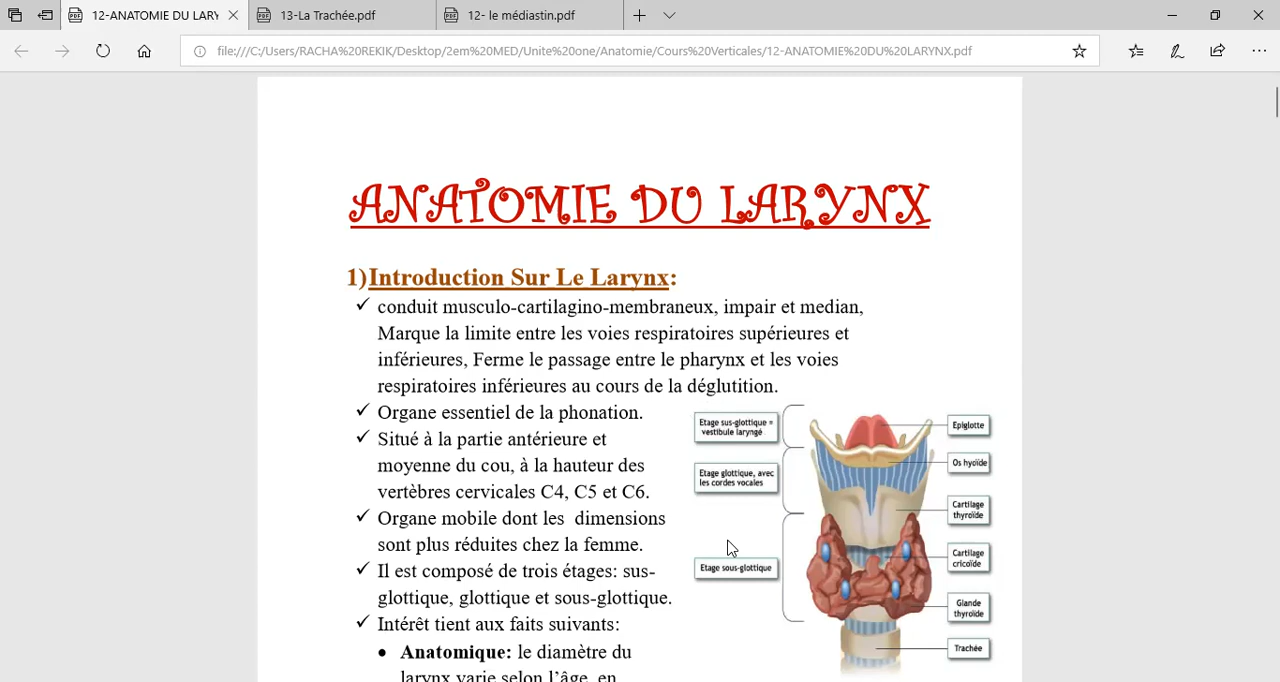 12-ANATOMIE DU LARY
13-La Trachée.pdf
12- le médiastin.pdf
file:///C:/Users/RACHA%20REKIK/Desktop/2em%20MED/Unite%20one/Anatomie/Cours%20Verticales/12-ANATOMIE%20DU%20LARYNX.pdf
ANATOMIE DU LARYNX
1)Introduction Sur Le Larynx:
✓ conduit musculo-cartilagino-membraneux, impair et median,
Marque la limite entre les voies respiratoires supérieures et
inférieures, Ferme le passage entre le pharynx et les voies
respiratoires inférieures au cours de la déglutition.
✓ Organe essentiel de la phonation.
✓ Situé à la partie antérieure et
moyenne du cou, à la hauteur des
vertèbres cervicales C4, C5 et C6.
✓ Organe mobile dont les dimensions
sont plus réduites chez la femme.
✓ Il est composé de trois étages: sus-
glottique, glottique et sous-glottique.
✓ Intérêt tient aux faits suivants:
• Anatomique: le diamètre du
larynx varie selon l'âge, en
Etage sus-glottique =
vestibule laryngé
Etage glottique, avec
les cordes vocales
Etage sous-glottique
Epiglotte
Os hyoïde
Cartilage
thyroïde
Cartilage
cricoïde
Glande
thyroïde
Trachée